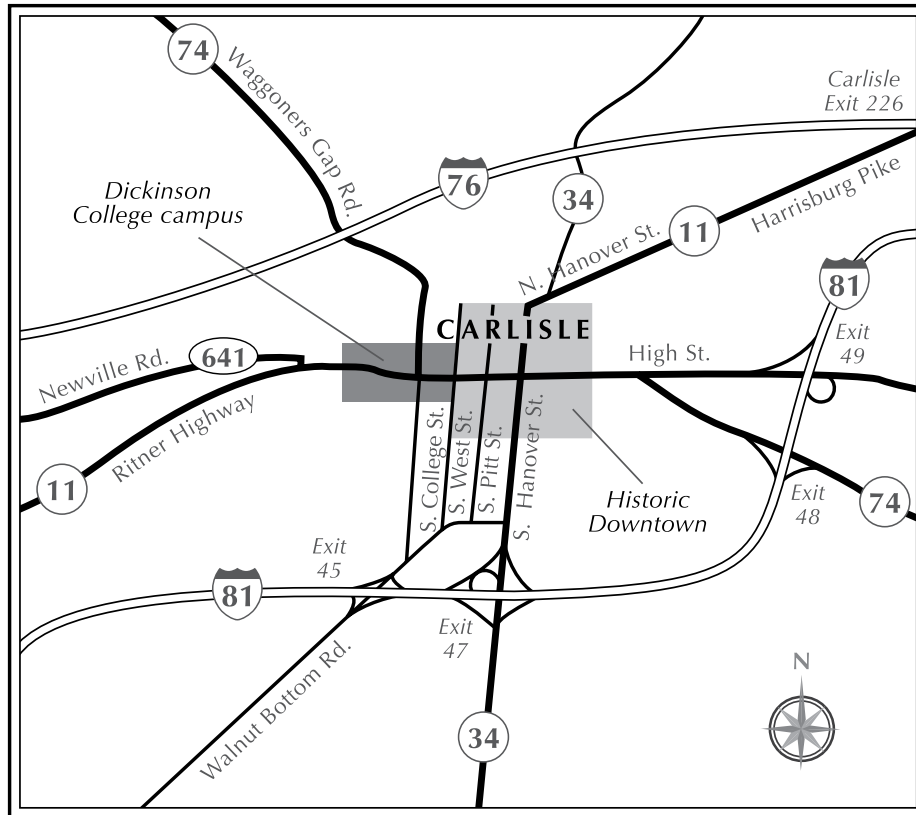 74
Waggoners Gap Rd.
Carlisle
Exit 226
Dickinson
College campus
76
34
N. Hanover St.
11
Harrisburg Pike
81
CARLISLE
Exit
49
High St.
641
Newville Rd.
Ritner Highway
11
S. College St.
S. West St.
S. Pitt St.
S. Hanover St.
Historic
Downtown
Exit
48
74
Exit
45
81
Exit
47
Walnut Bottom Rd.
34
N